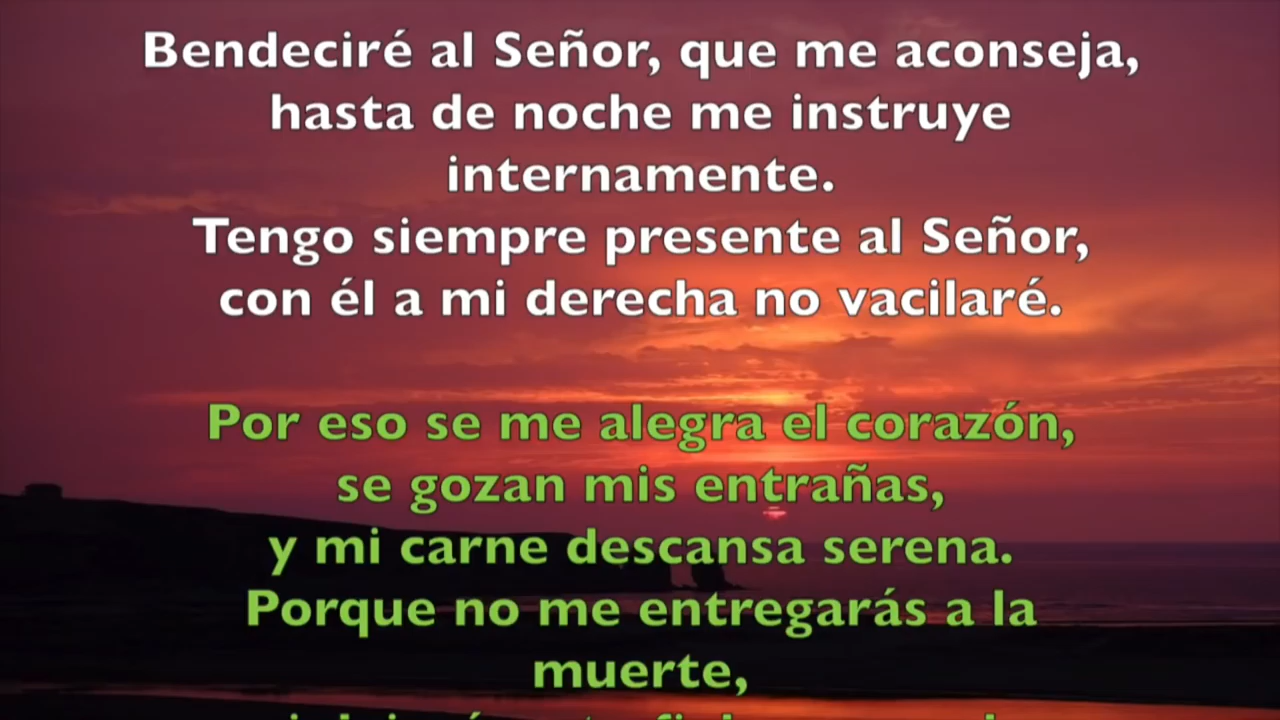 Bendeciré al Señor, que me aconseja,
hasta de noche me instruye
internamente.
Tengo siempre presente al Señor,
con él a mi derecha no vacilaré.
Por eso se me alegra el corazón,
se gozan mis entrañas,
y mi carne descansa serena.
Porque no me entregarás a la
muerte,